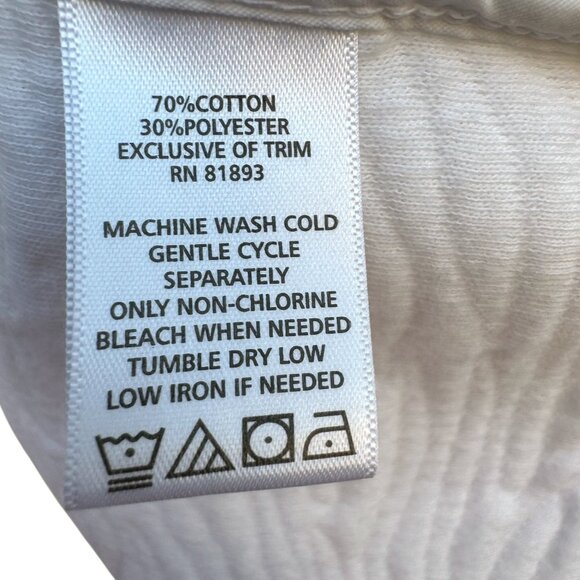 70%COTTON
30%POLYESTER
EXCLUSIVE OF TRIM
RN 81893
MACHINE WASH COLD
GENTLE CYCLE
SEPARATELY
ONLY NON-CHLORINE
BLEACH WHEN NEEDED
TUMBLE DRY LOW
LOW IRON IF NEEDED